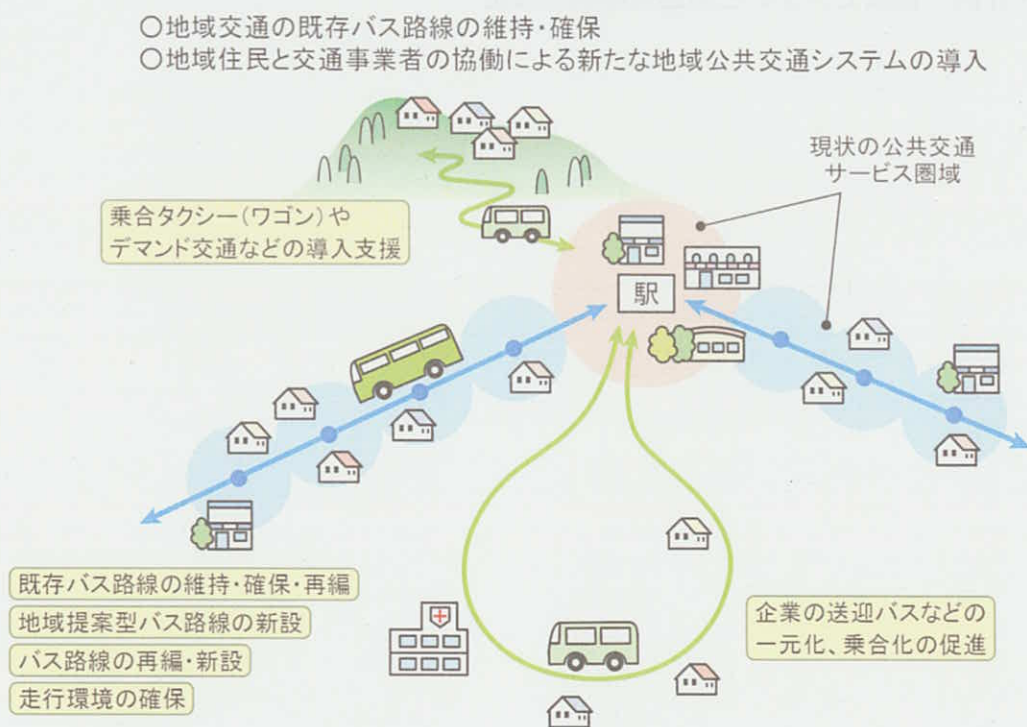 ○地域交通の既存バス路線の維持・確保
○地域住民と交通事業者の協働による新たな地域公共交通システムの導入
現状の公共交通
サービス圏域
乗合タクシー(ワゴン)や
デマンド交通などの導入支援
駅
既存バス路線の維持・確保・再編
地域提案型バス路線の新設
バス路線の再編・新設
走行環境の確保
企業の送迎バスなどの
一元化、乗合化の促進